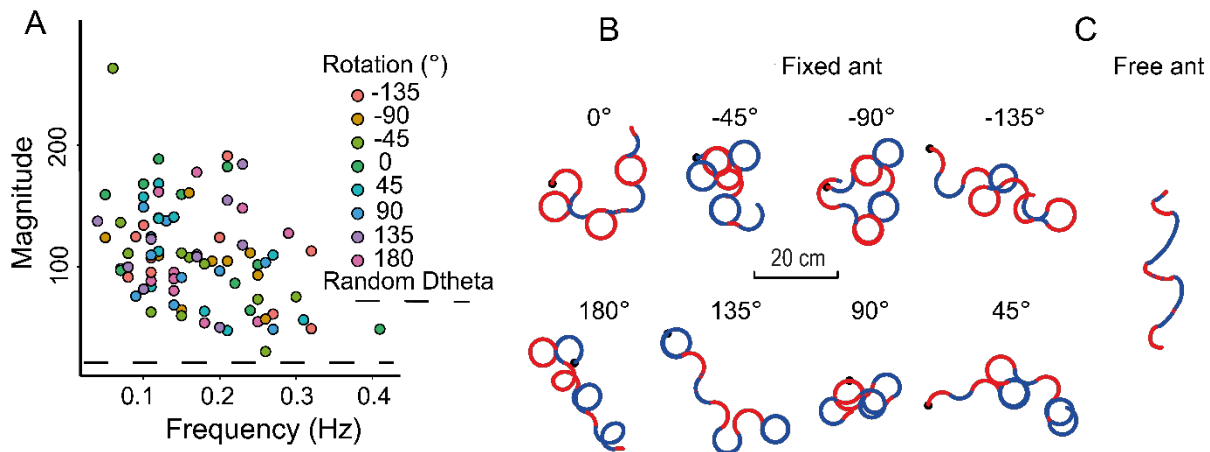 A
Magnitude
200
100
0.1
0.2
0.3
0.4
Frequency (Hz)
Rotation (°)
-135
-90
-45
0
45
90
135
180
Random Dtheta
B
Fixed ant
0°
-45°
-90°
-135°
20 cm
180°
135°
90°
45°
C
Free ant